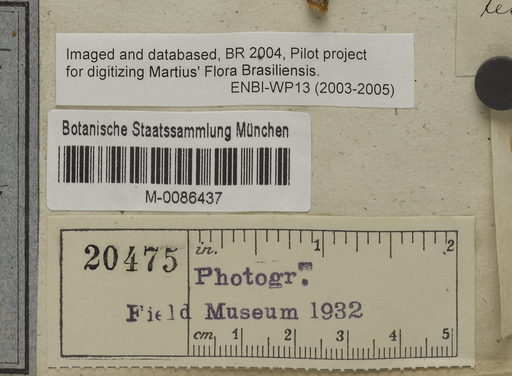 Imaged and databased, BR 2004, Pilot project
for digitizing Martius' Flora Brasiliensis.
ENBI-WP13 (2003-2005)
Botanische Staatssammlung München
M-0086437
20475
in. 1 2
Photogr.
Field Museum 1932
cm 1 2 3 4 5